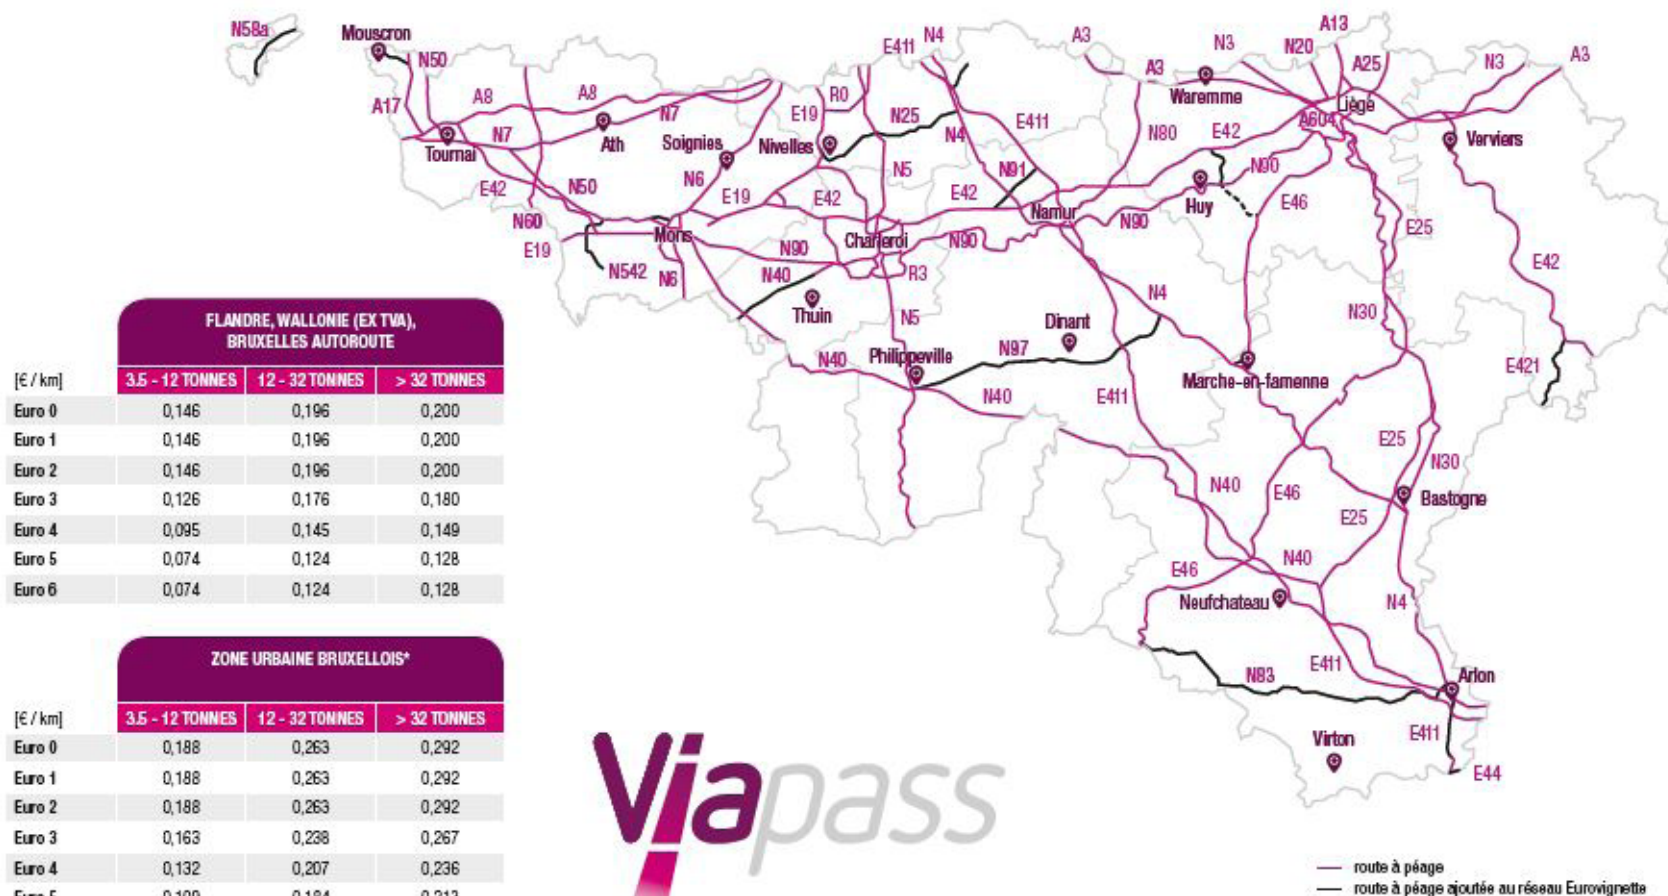 N58a
Mouscron
N50
E411
N4
A3
N3
N20
A13
A25
N3
A3
A17
A8
A8
N7
N7
Tournai
Ath
Soignies
Nivelles
E19
R0
N25
N4
E411
A3
Waremme
Liège
A604
Verviers
N80
E42
N90
N5
N91
E42
N50
N6
E19
E42
E42
Namur
Huy
E46
E25
N60
Mons
Charleroi
N90
N90
E19
N90
N542
N6
N40
R3
E42
Thuin
N5
Dinant
N4
N30
N40
Philippeville
N97
Marche-en-famenne
E421
N40
E411
E25
N30
N40
E46
Bastogne
E25
E46
N40
Neufchateau
N4
N83
E411
Arlon
E411
Virton
E44
FLANDRE, WALLONIE (EX TVA),
BRUXELLES AUTOROUTE
[€ / km] 3.5 - 12 TONNES 12 - 32 TONNES > 32 TONNES
Euro 0 0,146 0,196 0,200
Euro 1 0,146 0,196 0,200
Euro 2 0,146 0,196 0,200
Euro 3 0,126 0,176 0,180
Euro 4 0,095 0,145 0,149
Euro 5 0,074 0,124 0,128
Euro 6 0,074 0,124 0,128
ZONE URBAINE BRUXELLOIS*
[€ / km] 3.5 - 12 TONNES 12 - 32 TONNES > 32 TONNES
Euro 0 0,188 0,263 0,292
Euro 1 0,188 0,263 0,292
Euro 2 0,188 0,263 0,292
Euro 3 0,163 0,238 0,267
Euro 4 0,132 0,207 0,236
Viapass
route à péage
route à péage ajoutée au réseau Eurovignette